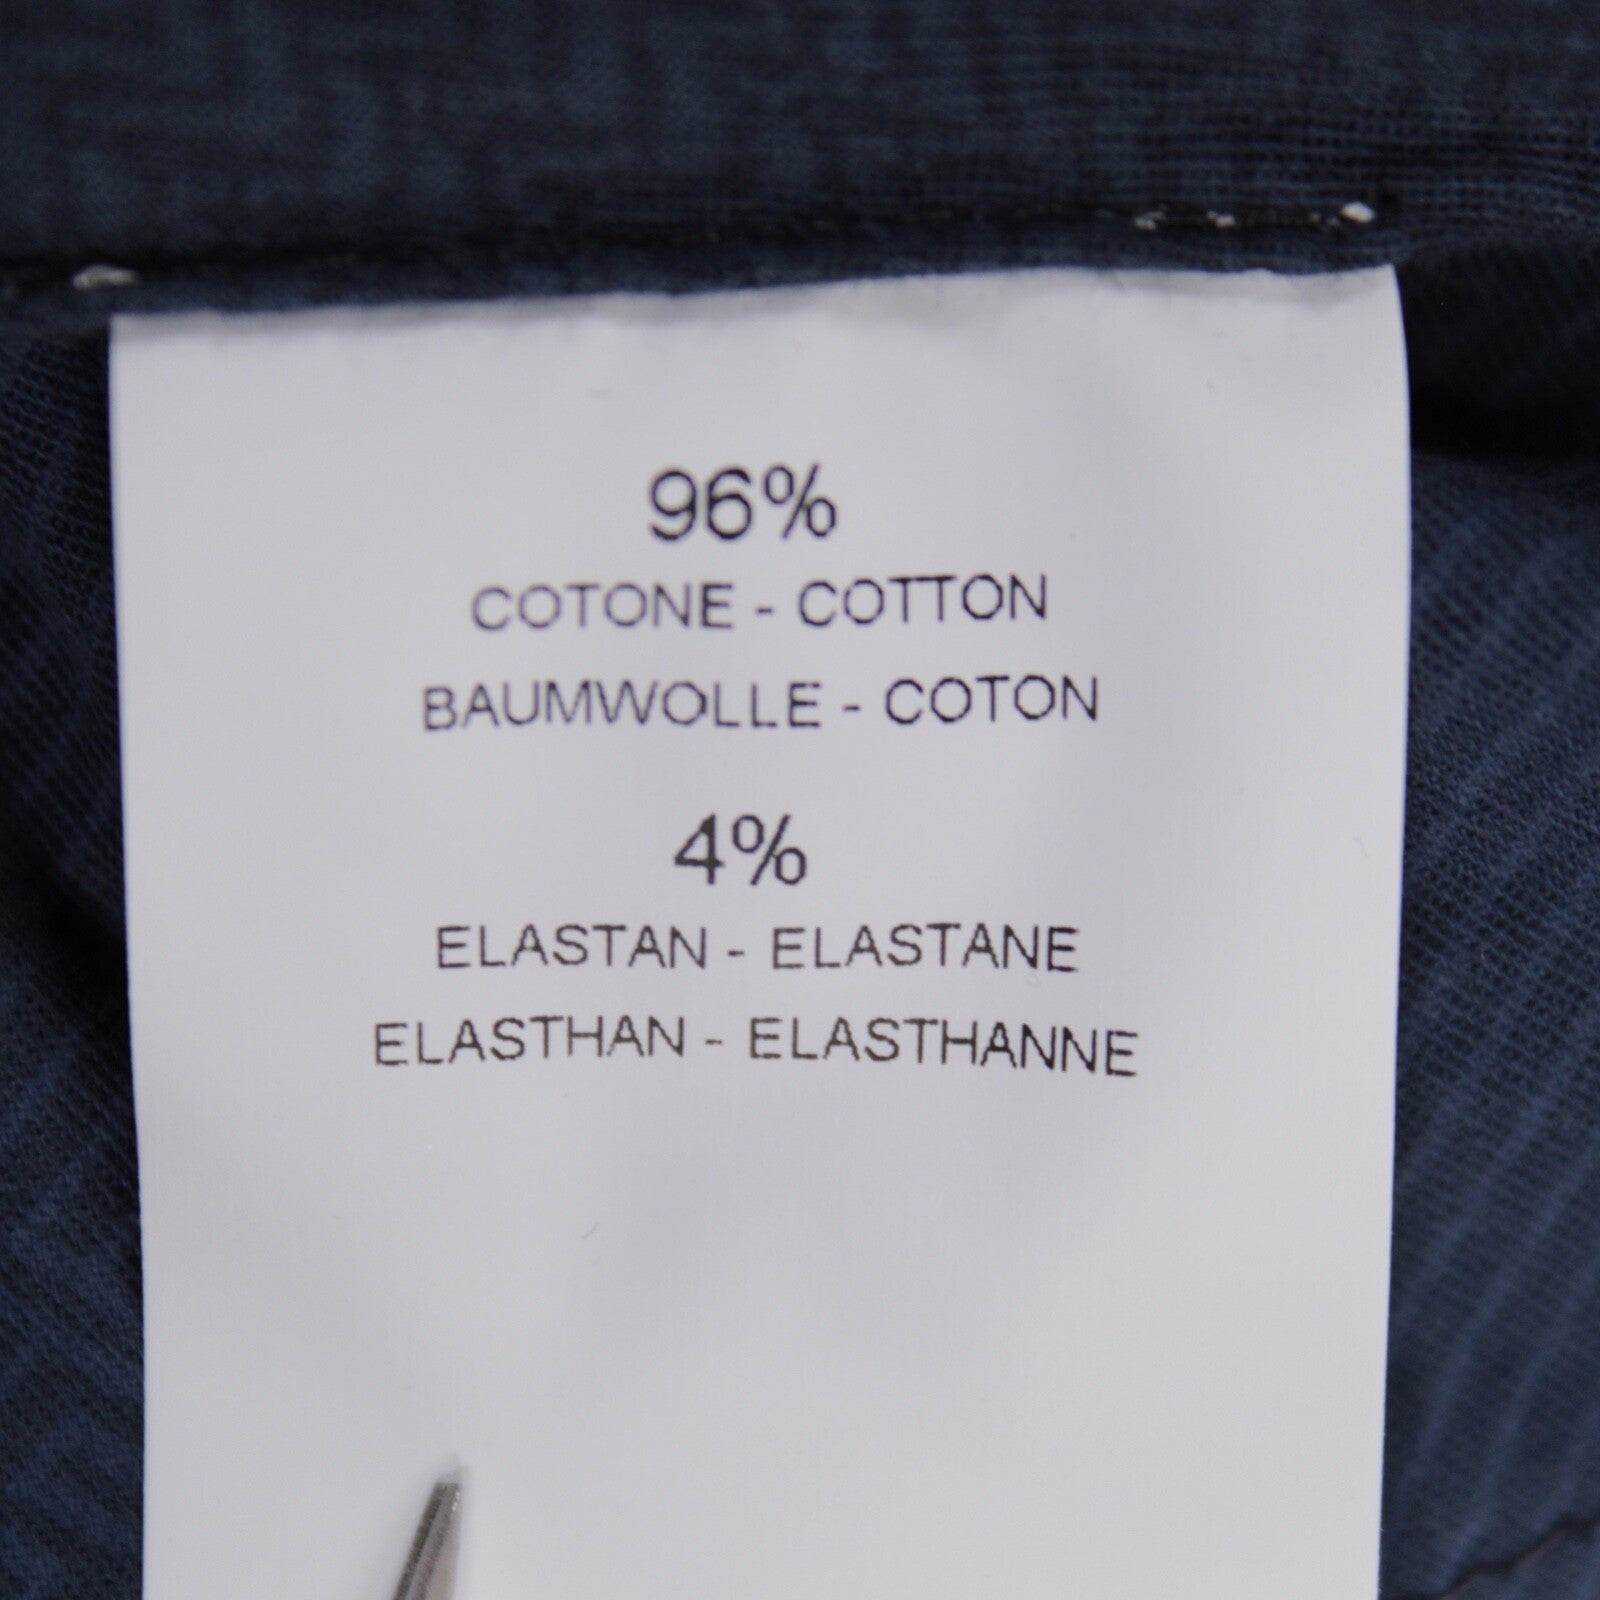 96%
COTONE - COTTON
BAUMWOLLE - COTON
4%
ELASTAN - ELASTANE
ELASTHAN - ELASTHANNE